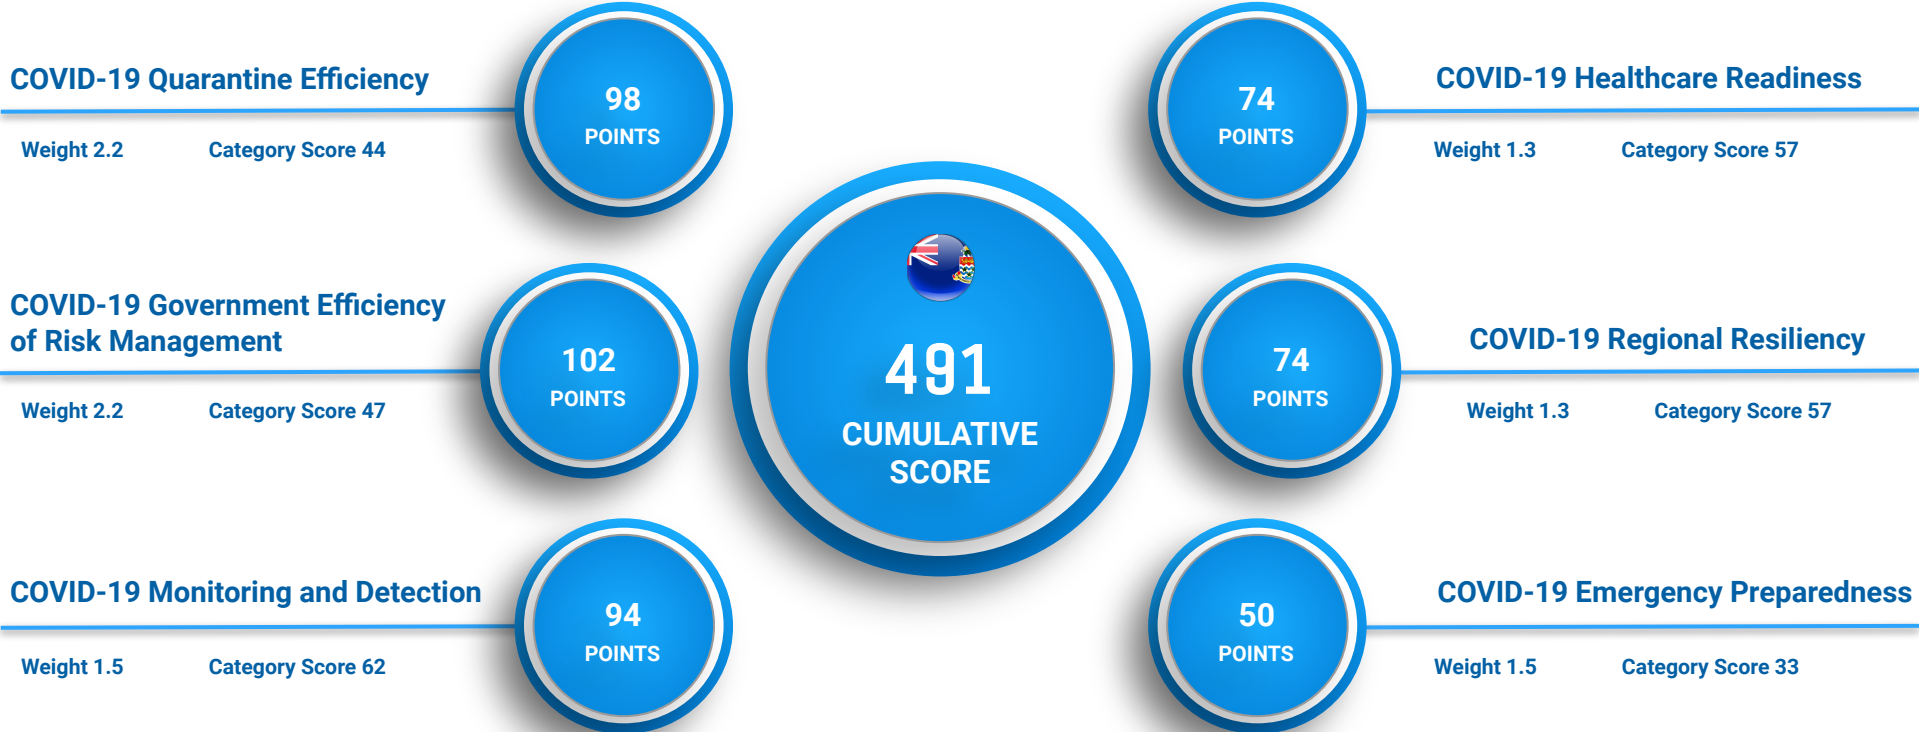 COVID-19 Quarantine Efficiency
Weight 2.2 Category Score 44
98
POINTS
COVID-19 Government Efficiency
of Risk Management
Weight 2.2 Category Score 47
102
POINTS
COVID-19 Monitoring and Detection
Weight 1.5 Category Score 62
94
POINTS
491
CUMULATIVE
SCORE
74
POINTS
COVID-19 Healthcare Readiness
Weight 1.3 Category Score 57
74
POINTS
COVID-19 Regional Resiliency
Weight 1.3 Category Score 57
50
POINTS
COVID-19 Emergency Preparedness
Weight 1.5 Category Score 33